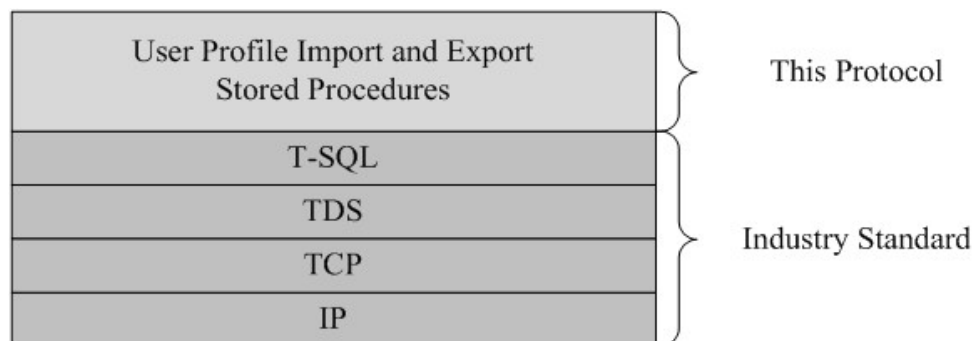 User Profile Import and Export
Stored Procedures
This Protocol
T-SQL
TDS
TCP
IP
Industry Standard